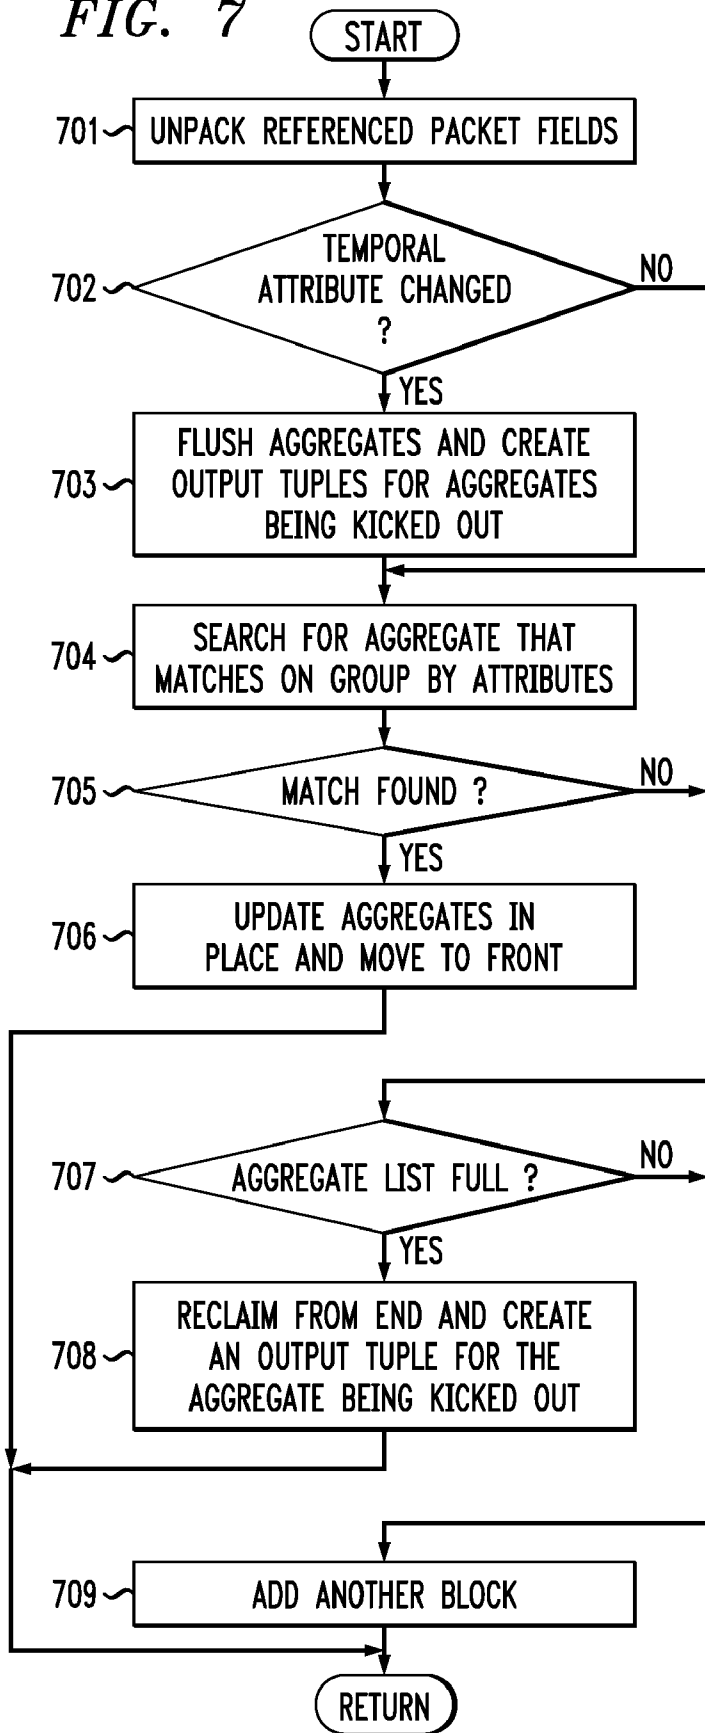 FIG. 7
START
701
UNPACK REFERENCED PACKET FIELDS
702
TEMPORAL
ATTRIBUTE CHANGED
?
NO
YES
703
FLUSH AGGREGATES AND CREATE
OUTPUT TUPLES FOR AGGREGATES
BEING KICKED OUT
704
SEARCH FOR AGGREGATE THAT
MATCHES ON GROUP BY ATTRIBUTES
705
MATCH FOUND ?
NO
YES
706
UPDATE AGGREGATES IN
PLACE AND MOVE TO FRONT
707
AGGREGATE LIST FULL ?
NO
YES
708
RECLAIM FROM END AND CREATE
AN OUTPUT TUPLE FOR THE
AGGREGATE BEING KICKED OUT
709
ADD ANOTHER BLOCK
RETURN